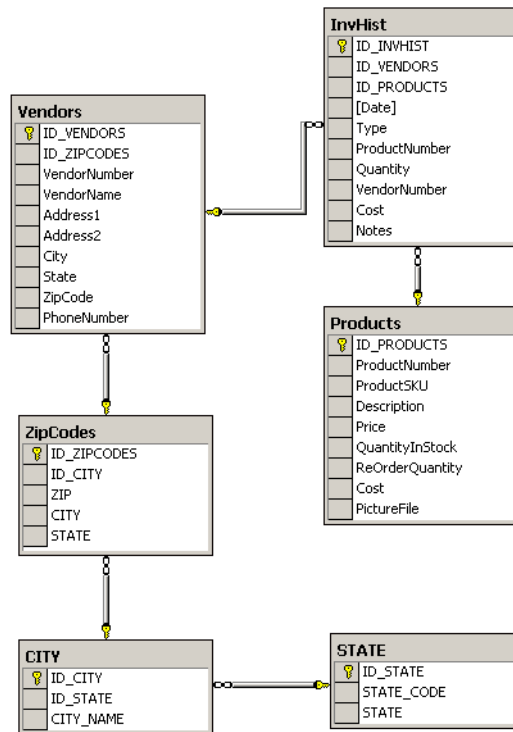 InvHist
ID_INVHIST
ID_VENDORS
ID_PRODUCTS
[Date]
Type
ProductNumber
Quantity
VendorNumber
Cost
Notes
Vendors
ID_VENDORS
ID_ZIPCODES
VendorNumber
VendorName
Address1
Address2
City
State
ZipCode
PhoneNumber
Products
ID_PRODUCTS
ProductNumber
ProductSKU
Description
Price
QuantityInStock
ReOrderQuantity
Cost
PictureFile
ZipCodes
ID_ZIPCODES
ID_CITY
ZIP
CITY
STATE
CITY
ID_CITY
ID_STATE
CITY_NAME
STATE
ID_STATE
STATE_CODE
STATE